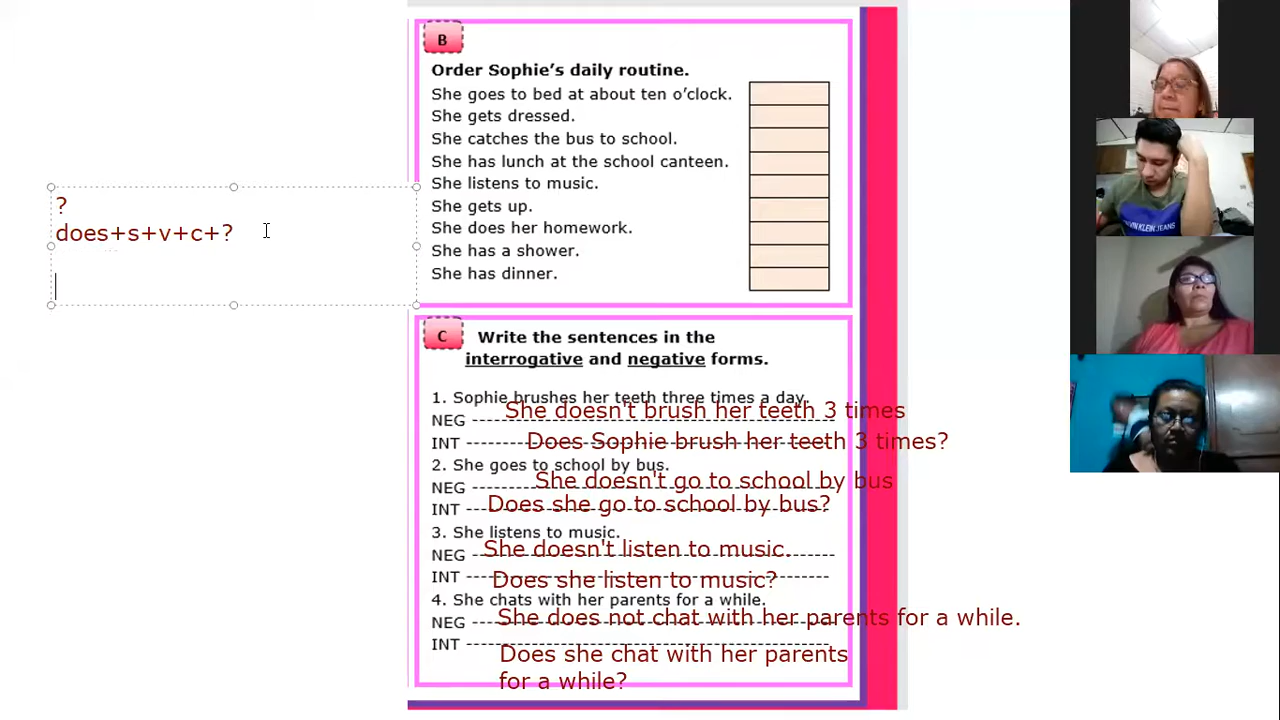 ?
does+s+v+c+?
B
Order Sophie's daily routine.
She goes to bed at about ten o'clock.
She gets dressed.
She catches the bus to school.
She has lunch at the school canteen.
She listens to music.
She gets up.
She does her homework.
She has a shower.
She has dinner.
C
Write the sentences in the
interrogative and negative forms.
1. Sophie brushes her teeth three times a day.
She doesn't brush her teeth 3 times
NEG
Does Sophie brush her teeth 3 times?
INT
2. She goes to school by bus.
She doesn't go to school by bus
NEG
Does she go to school by bus?
INT
3. She listens to music.
She doesn't listen to music.
NEG
Does she listen to music?
INT
4. She chats with her parents for a while.
She does not chat with her parents for a while.
NEG
INT
Does she chat with her parents
for a while?